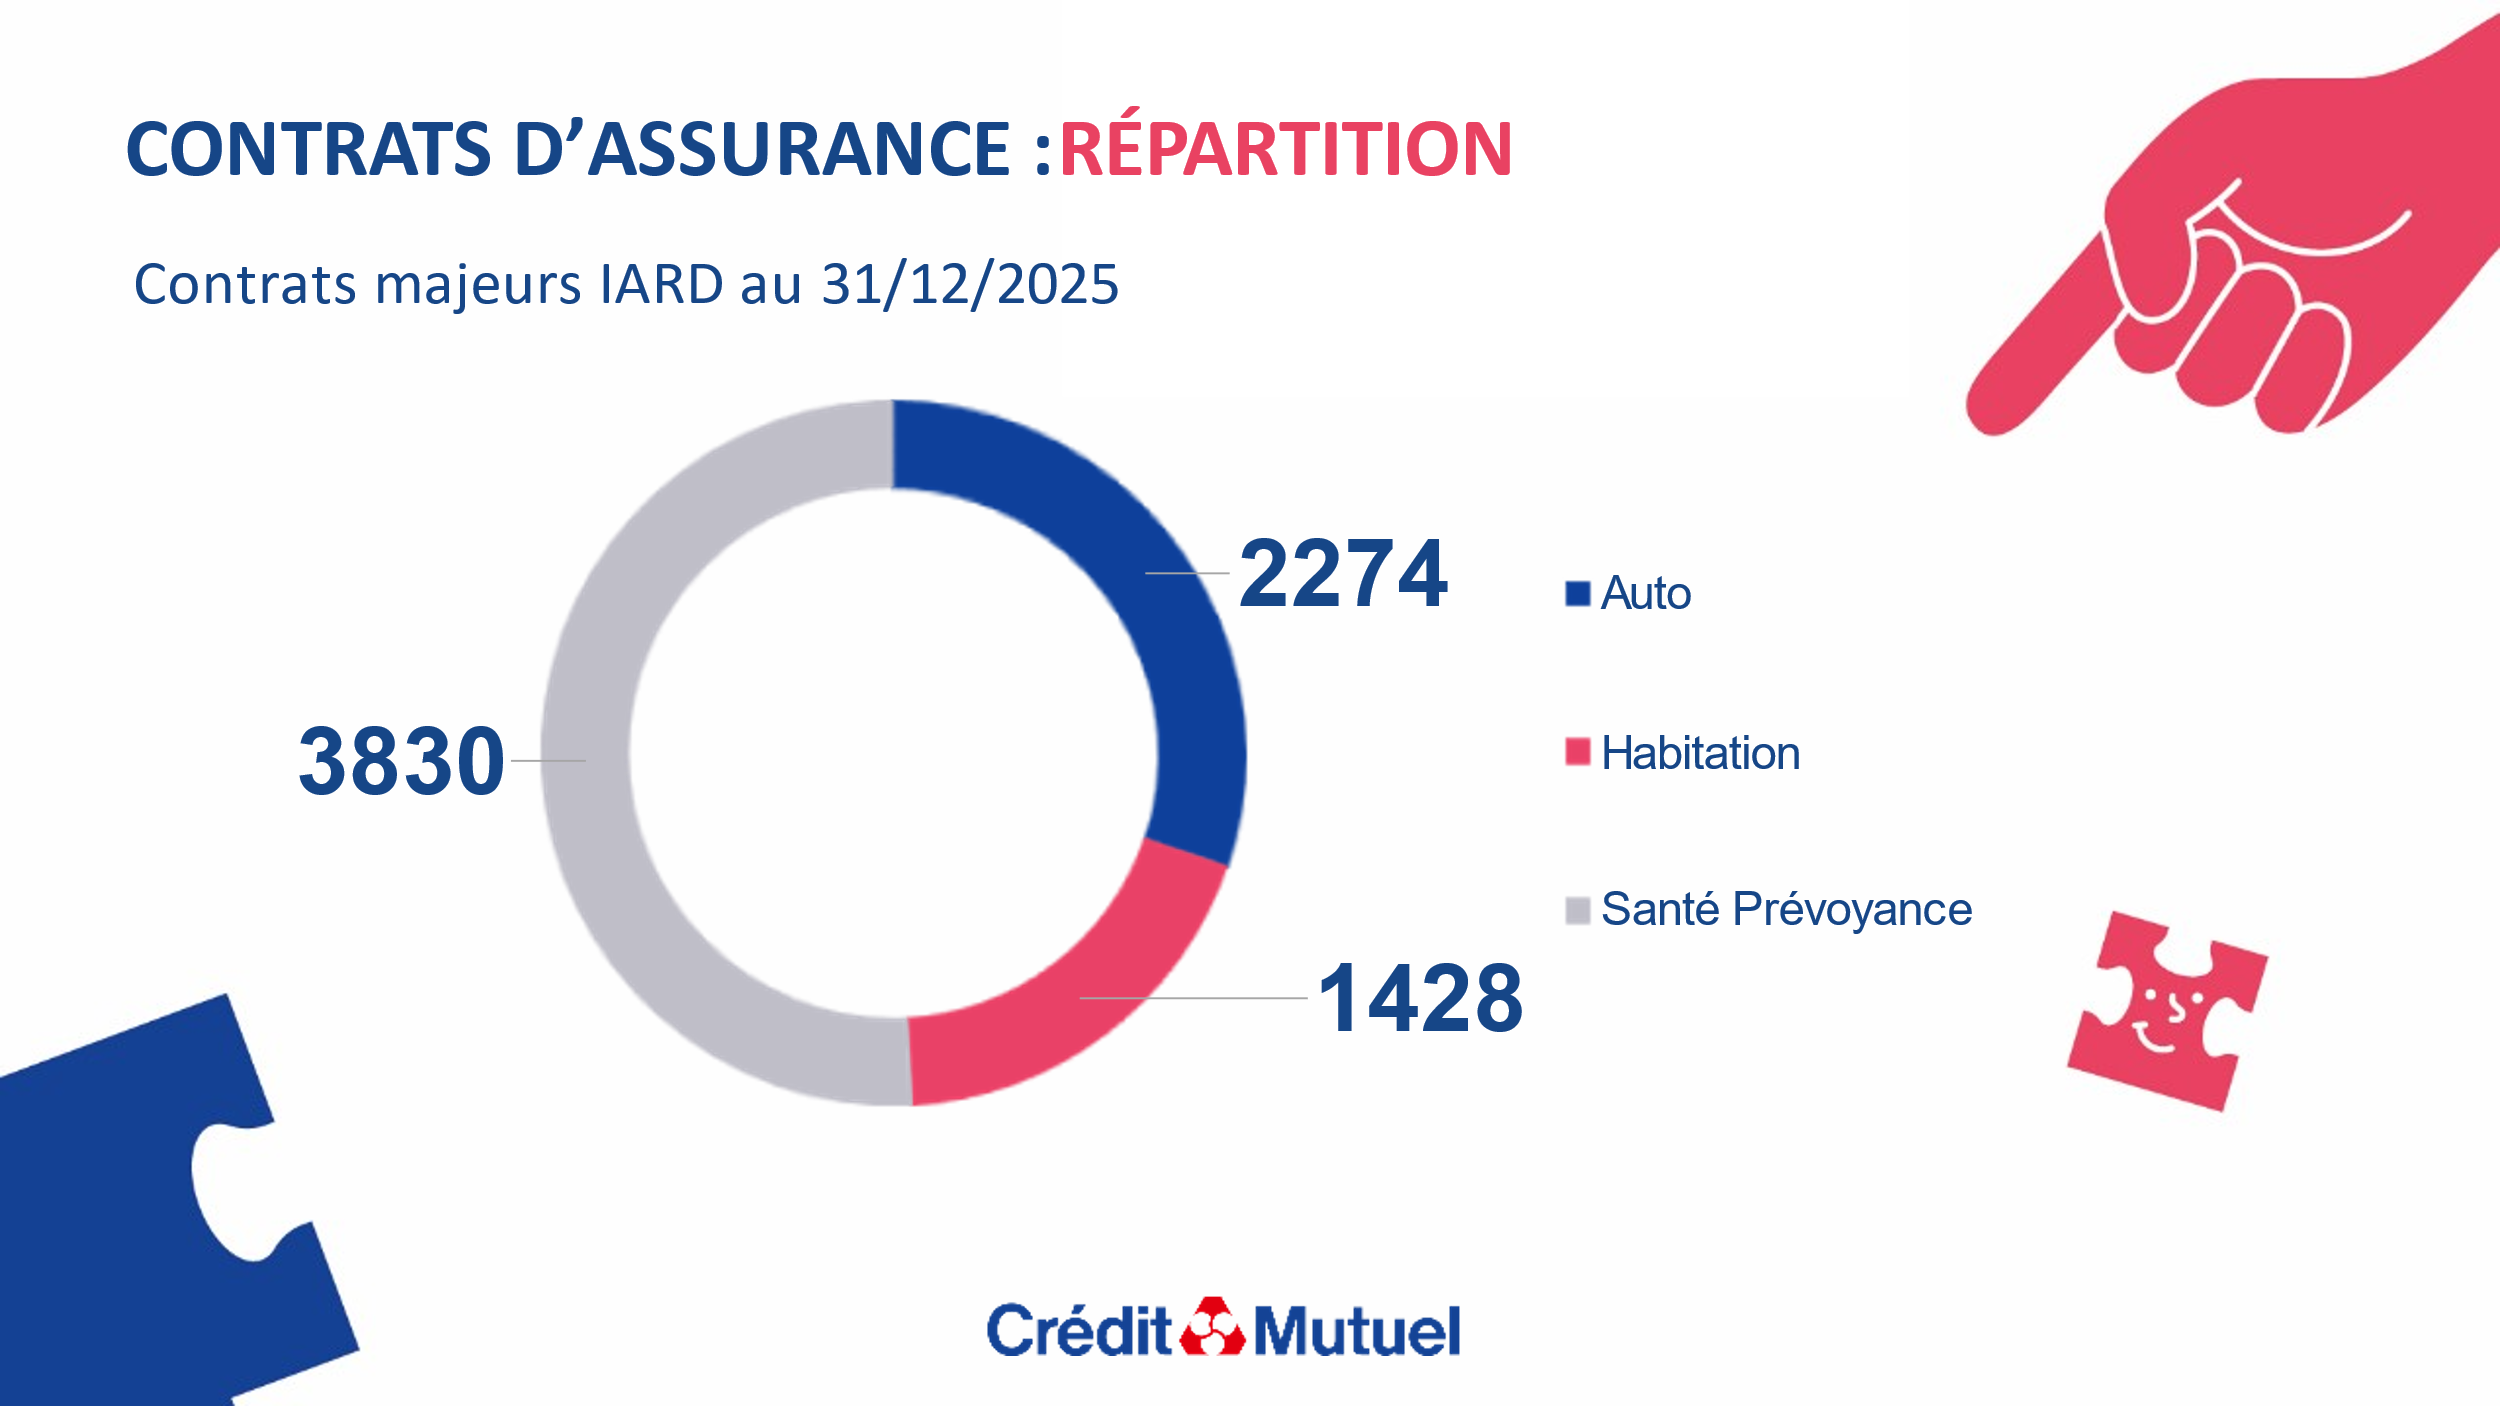 CONTRATS D’ASSURANCE :RÉPARTITION
Contrats majeurs IARD au 31/12/2025
2274
Auto
3830
Habitation
Santé Prévoyance
1428
Crédit Mutuel